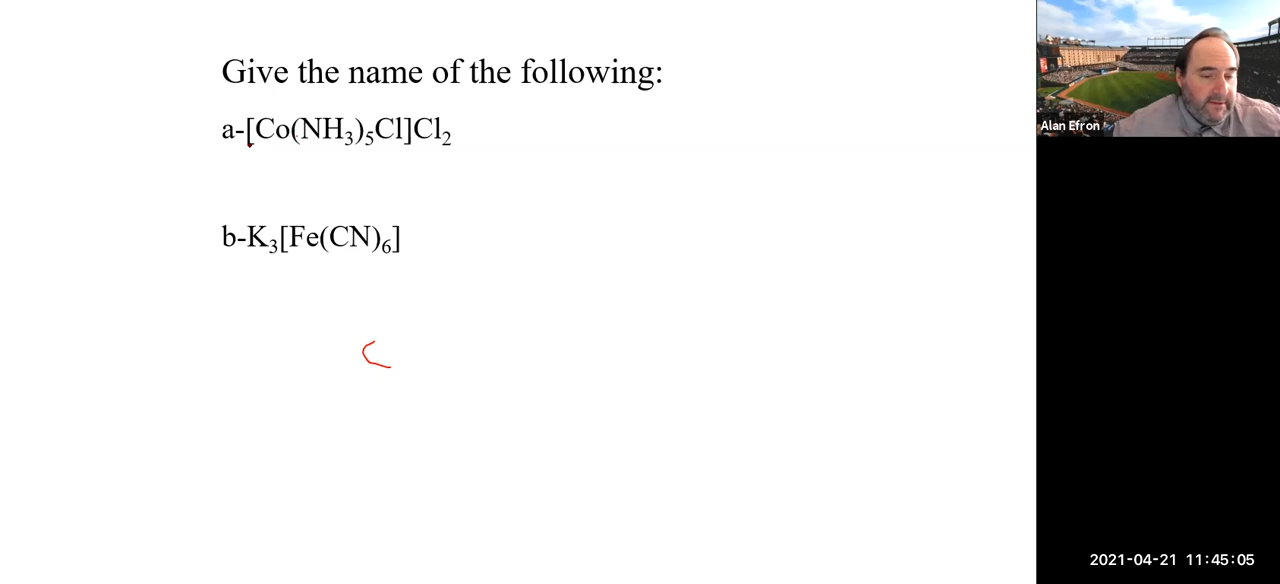 Give the name of the following:
a-[Co(NH₃)₅Cl]Cl₂
b-K₃[Fe(CN)₆]
C
Alan Efron
2021-04-21 11:45:05